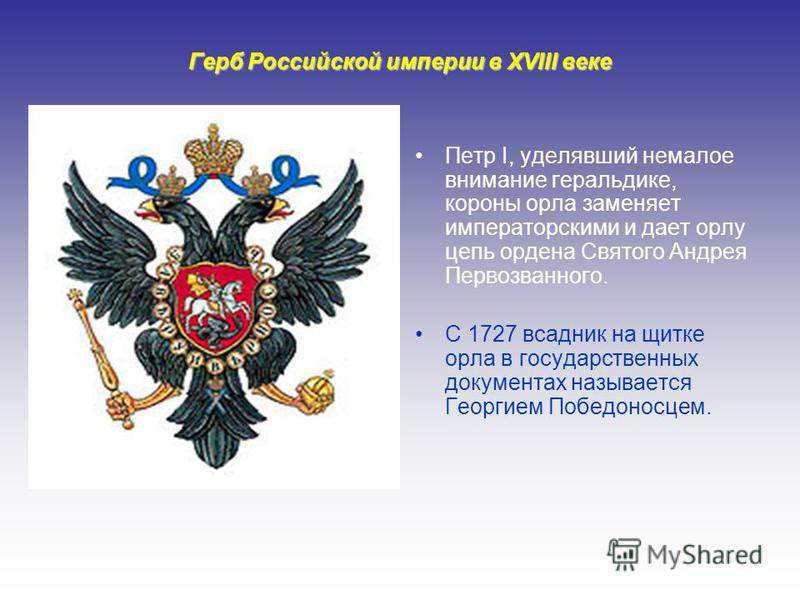 Герб Российской империи в XVIII веке
• Петр I, уделявший немалое
внимание геральдике,
короны орла заменяет
императорскими и дает орлу
цепь ордена Святого Андрея
Первозванного.
• С 1727 всадник на щитке
орла в государственных
документах называется
Георгием Победоносцем.
MyShared